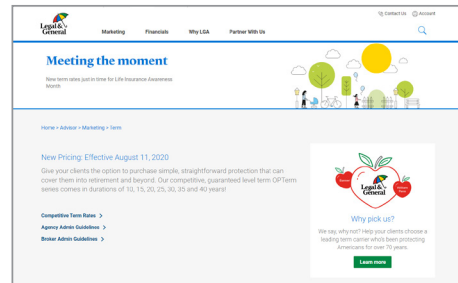 Contact Us Account
Legal &
General
Marketing Financials Why LGA Partner With Us
Meeting the moment
New term rates just in time for Life Insurance Awareness
Month
Home > Advisor > Marketing > Term
New Pricing: Effective August 11, 2020
Give your clients the option to purchase simple, straightforward protection that can
cover them into retirement and beyond. Our competitive, guaranteed level term OPTerm
series comes in durations of 10, 15, 20, 25, 30, 35 and 40 years!
Competitive Term Rates >
Agency Admin Guidelines >
Broker Admin Guidelines >
Legal &
General
Why pick us?
We say, why not? Help your clients choose a
leading term carrier who's been protecting
Americans for over 70 years.
Learn more